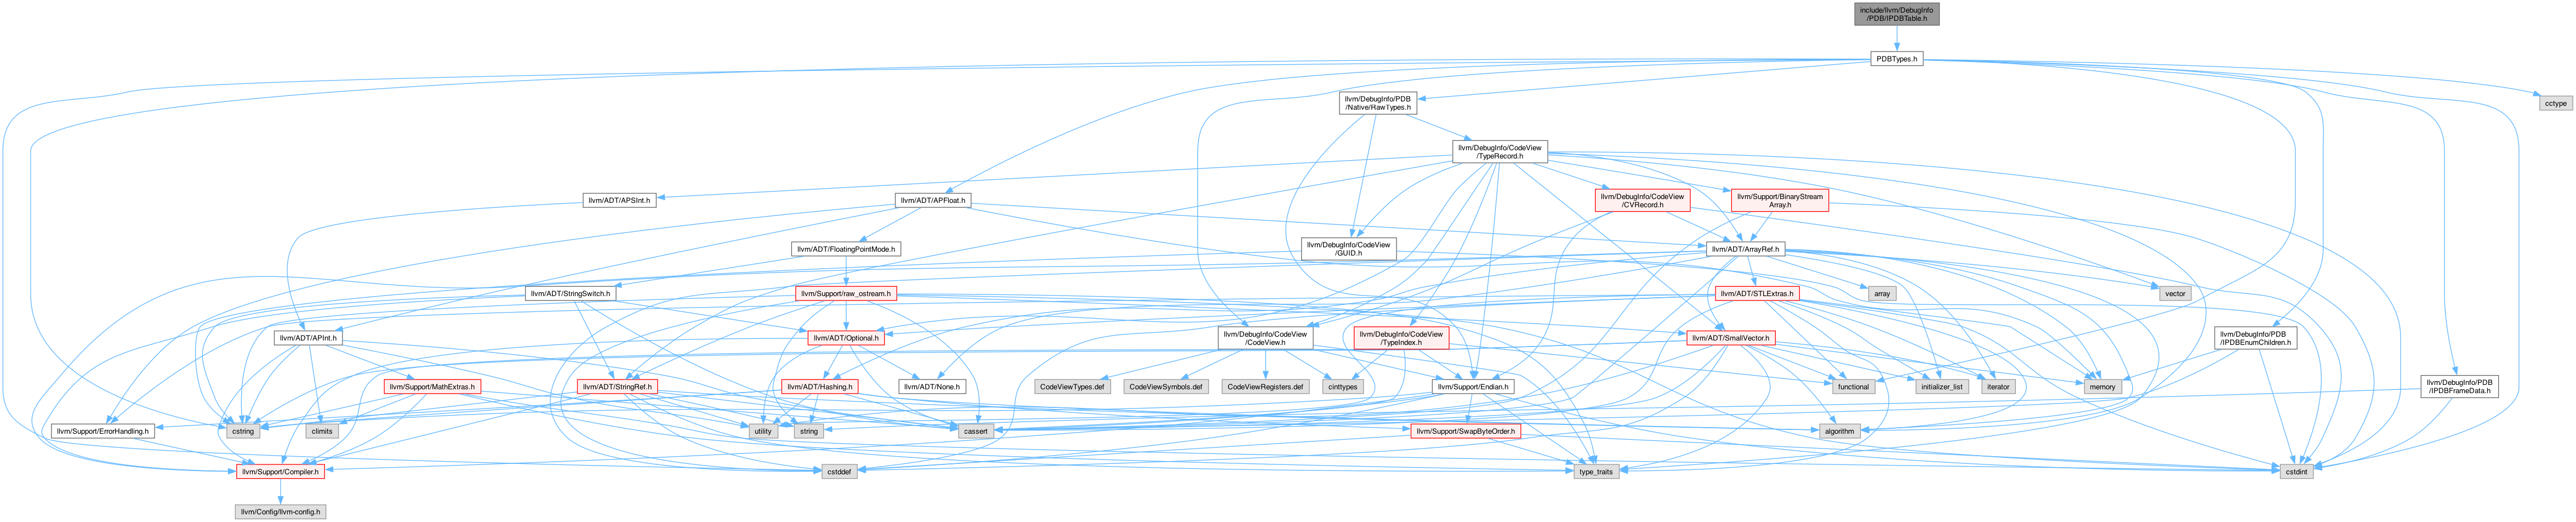 include/llvm/DebugInfo
/PDB/IPDBTable.h
PDBTypes.h
llvm/DebugInfo/PDB
/Native/RawTypes.h
cctype
llvm/DebugInfo/CodeView
/TypeRecord.h
llvm/ADT/APSInt.h
llvm/ADT/APFloat.h
llvm/DebugInfo/CodeView
/CVRecord.h
llvm/Support/BinaryStream
Array.h
llvm/ADT/FloatingPointMode.h
llvm/DebugInfo/CodeView
/GUID.h
llvm/ADT/ArrayRef.h
llvm/ADT/StringSwitch.h
llvm/Support/raw_ostream.h
llvm/ADT/STLExtras.h
array
vector
llvm/ADT/APInt.h
llvm/ADT/Optional.h
llvm/DebugInfo/CodeView
/CodeView.h
llvm/DebugInfo/CodeView
/TypeIndex.h
llvm/ADT/SmallVector.h
llvm/DebugInfo/PDB
/IPDBEnumChildren.h
llvm/Support/MathExtras.h
llvm/ADT/StringRef.h
llvm/ADT/Hashing.h
llvm/ADT/None.h
CodeViewTypes.def
CodeViewSymbols.def
CodeViewRegisters.def
cinttypes
llvm/Support/Endian.h
functional
initializer_list
iterator
memory
llvm/DebugInfo/PDB
/IPDBFrameData.h
llvm/Support/ErrorHandling.h
cstring
climits
utility
string
cassert
llvm/Support/SwapByteOrder.h
algorithm
llvm/Support/Compiler.h
cstddef
type_traits
cstdint
llvm/Config/llvm-config.h